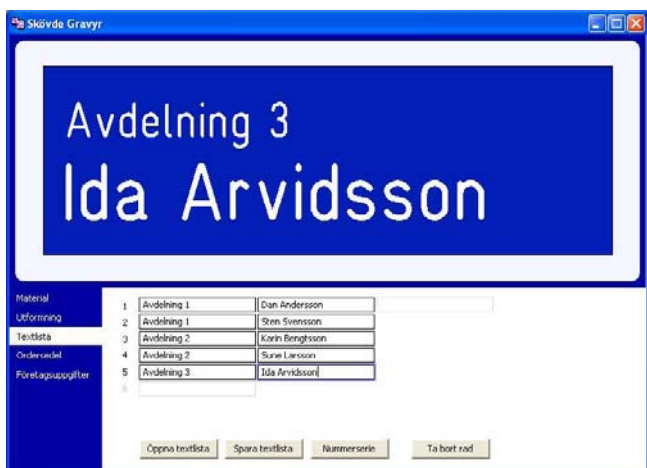 Skövde Gravyr
Avdelning 3
Ida Arvidsson
Material
Utformning
Textlista
Ordersedel
Företagsuppgifter
1 Avdelning 1 Dan Andersson
2 Avdelning 1 Sten Svensson
3 Avdelning 2 Karin Bengtsson
4 Avdelning 2 Sune Larsson
5 Avdelning 3 Ida Arvidsson
6
Öppna textlista Spara textlista Nummerserie Ta bort rad